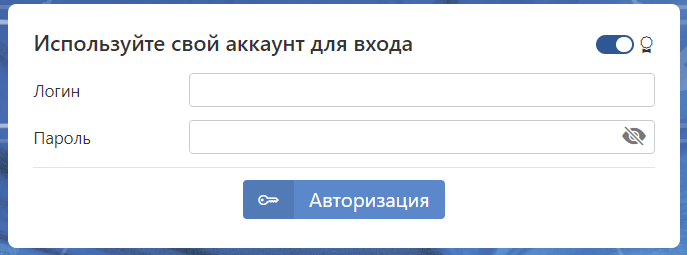 Используйте свой аккаунт для входа
Логин
Пароль
Авторизация